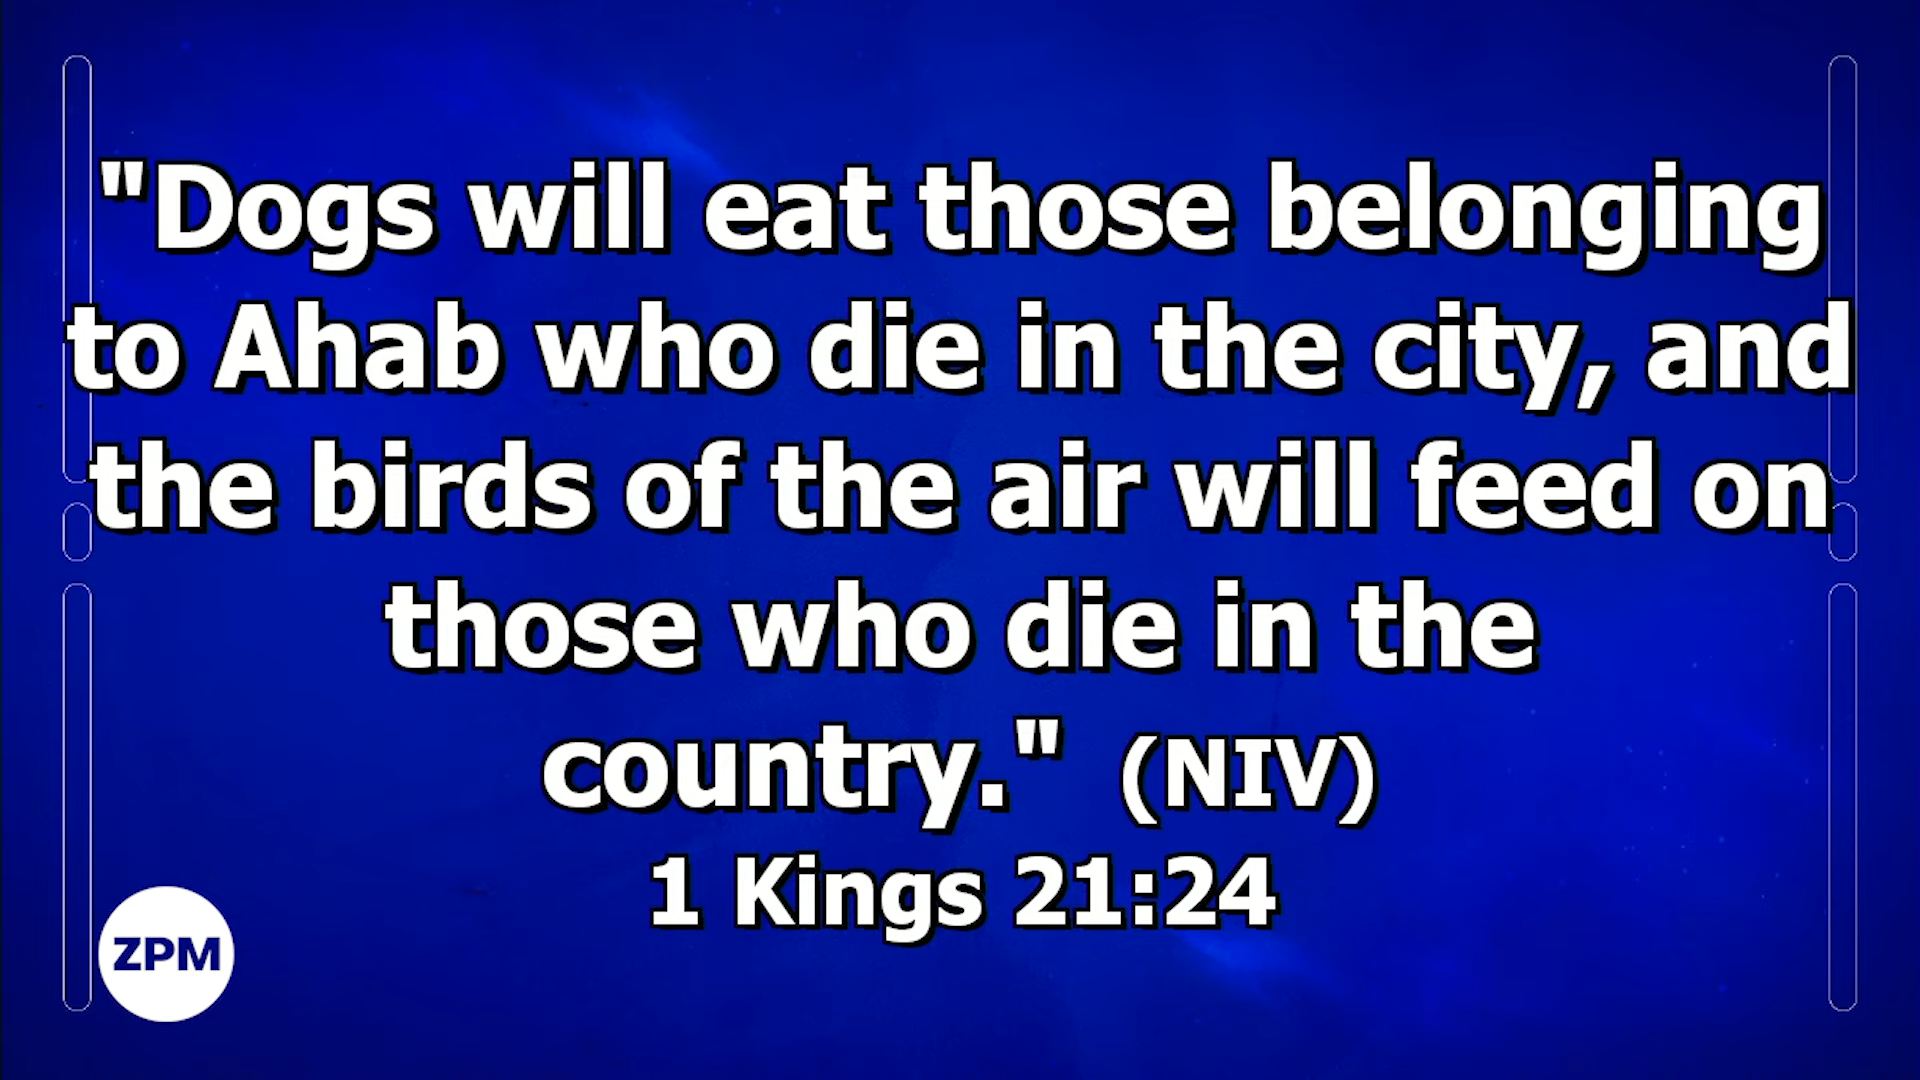 "Dogs will eat those belonging
to Ahab who die in the city, and
the birds of the air will feed on
those who die in the
country." (NIV)
1 Kings 21:24
ZPM